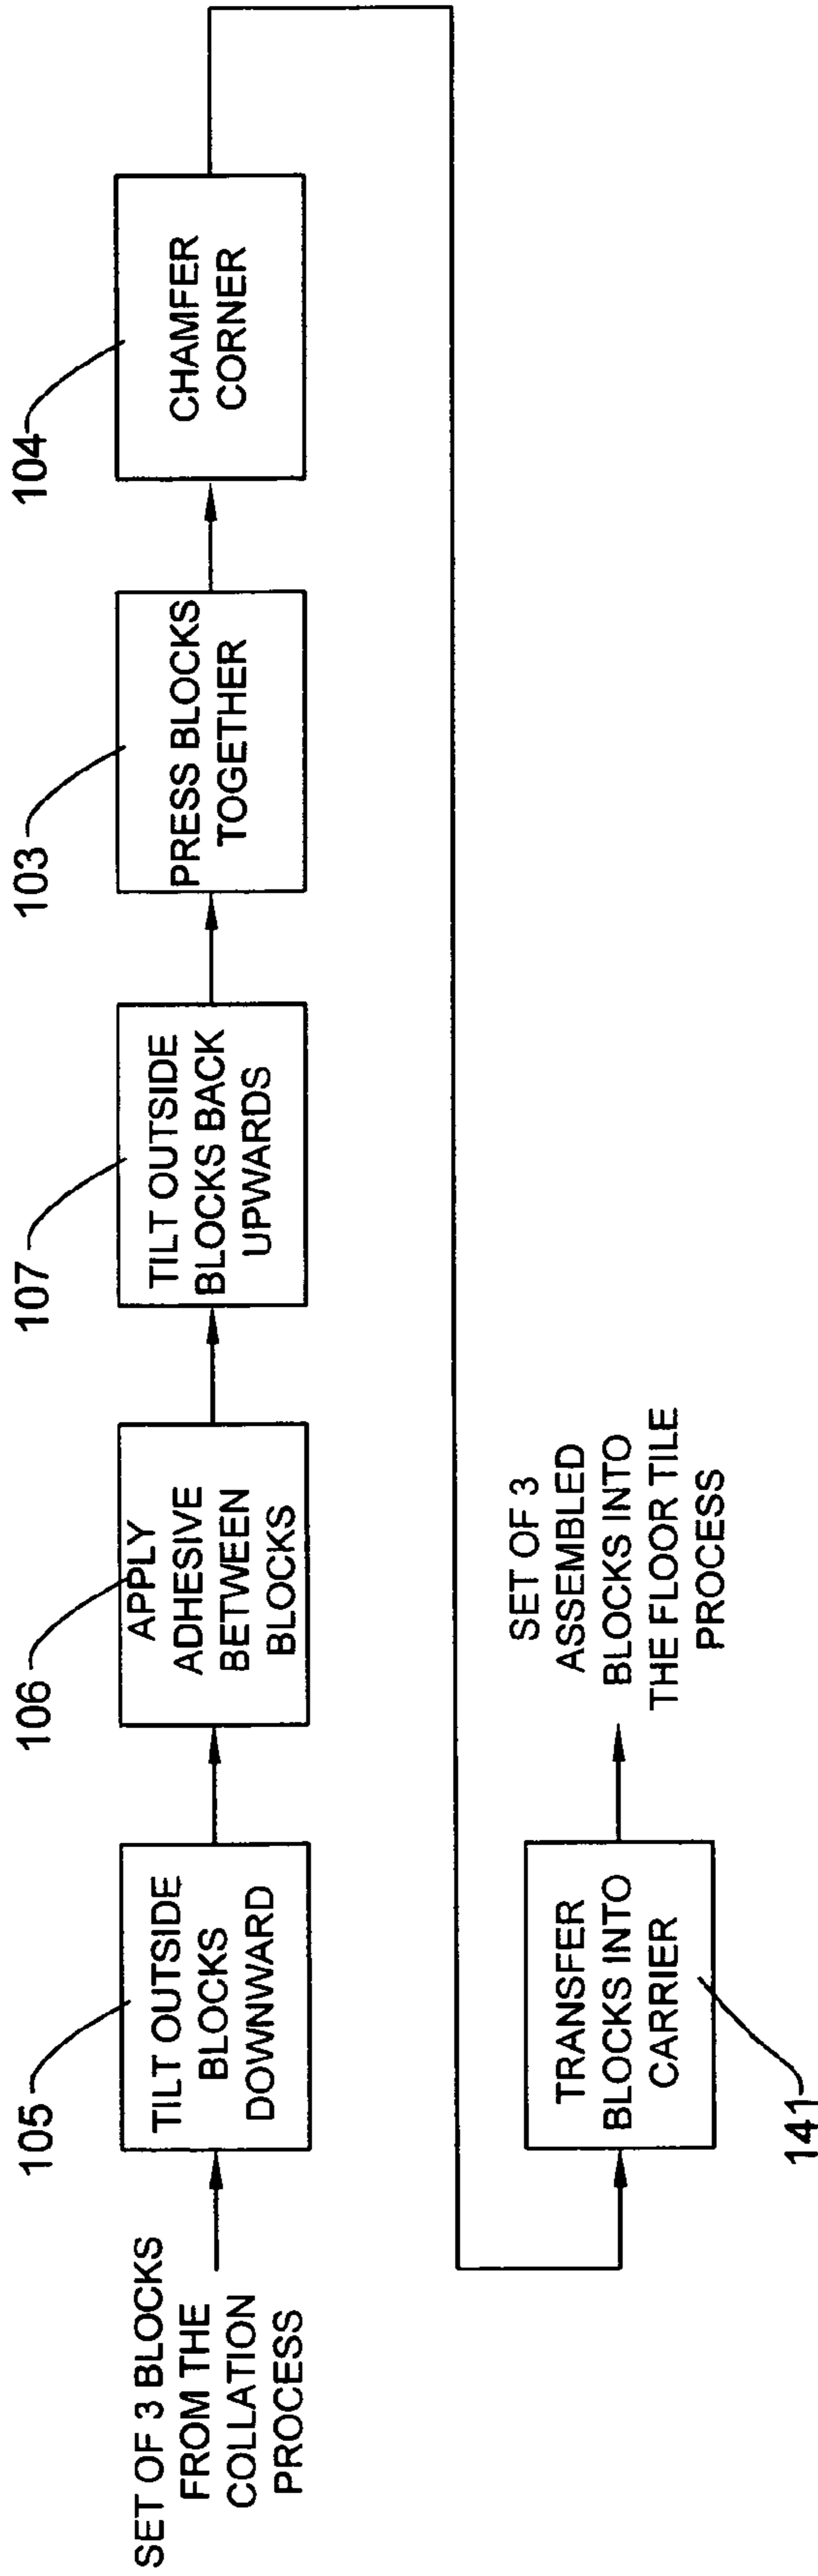 SET OF 3 BLOCKS
FROM THE
COLLATION
PROCESS
105
TILT OUTSIDE
BLOCKS
DOWNWARD
106
APPLY
ADHESIVE
BETWEEN
BLOCKS
107
TILT OUTSIDE
BLOCKS BACK
UPWARDS
103
PRESS BLOCKS
TOGETHER
104
CHAMFER
CORNER
TRANSFER
BLOCKS INTO
CARRIER
141
SET OF 3
ASSEMBLED
BLOCKS INTO
THE FLOOR TILE
PROCESS